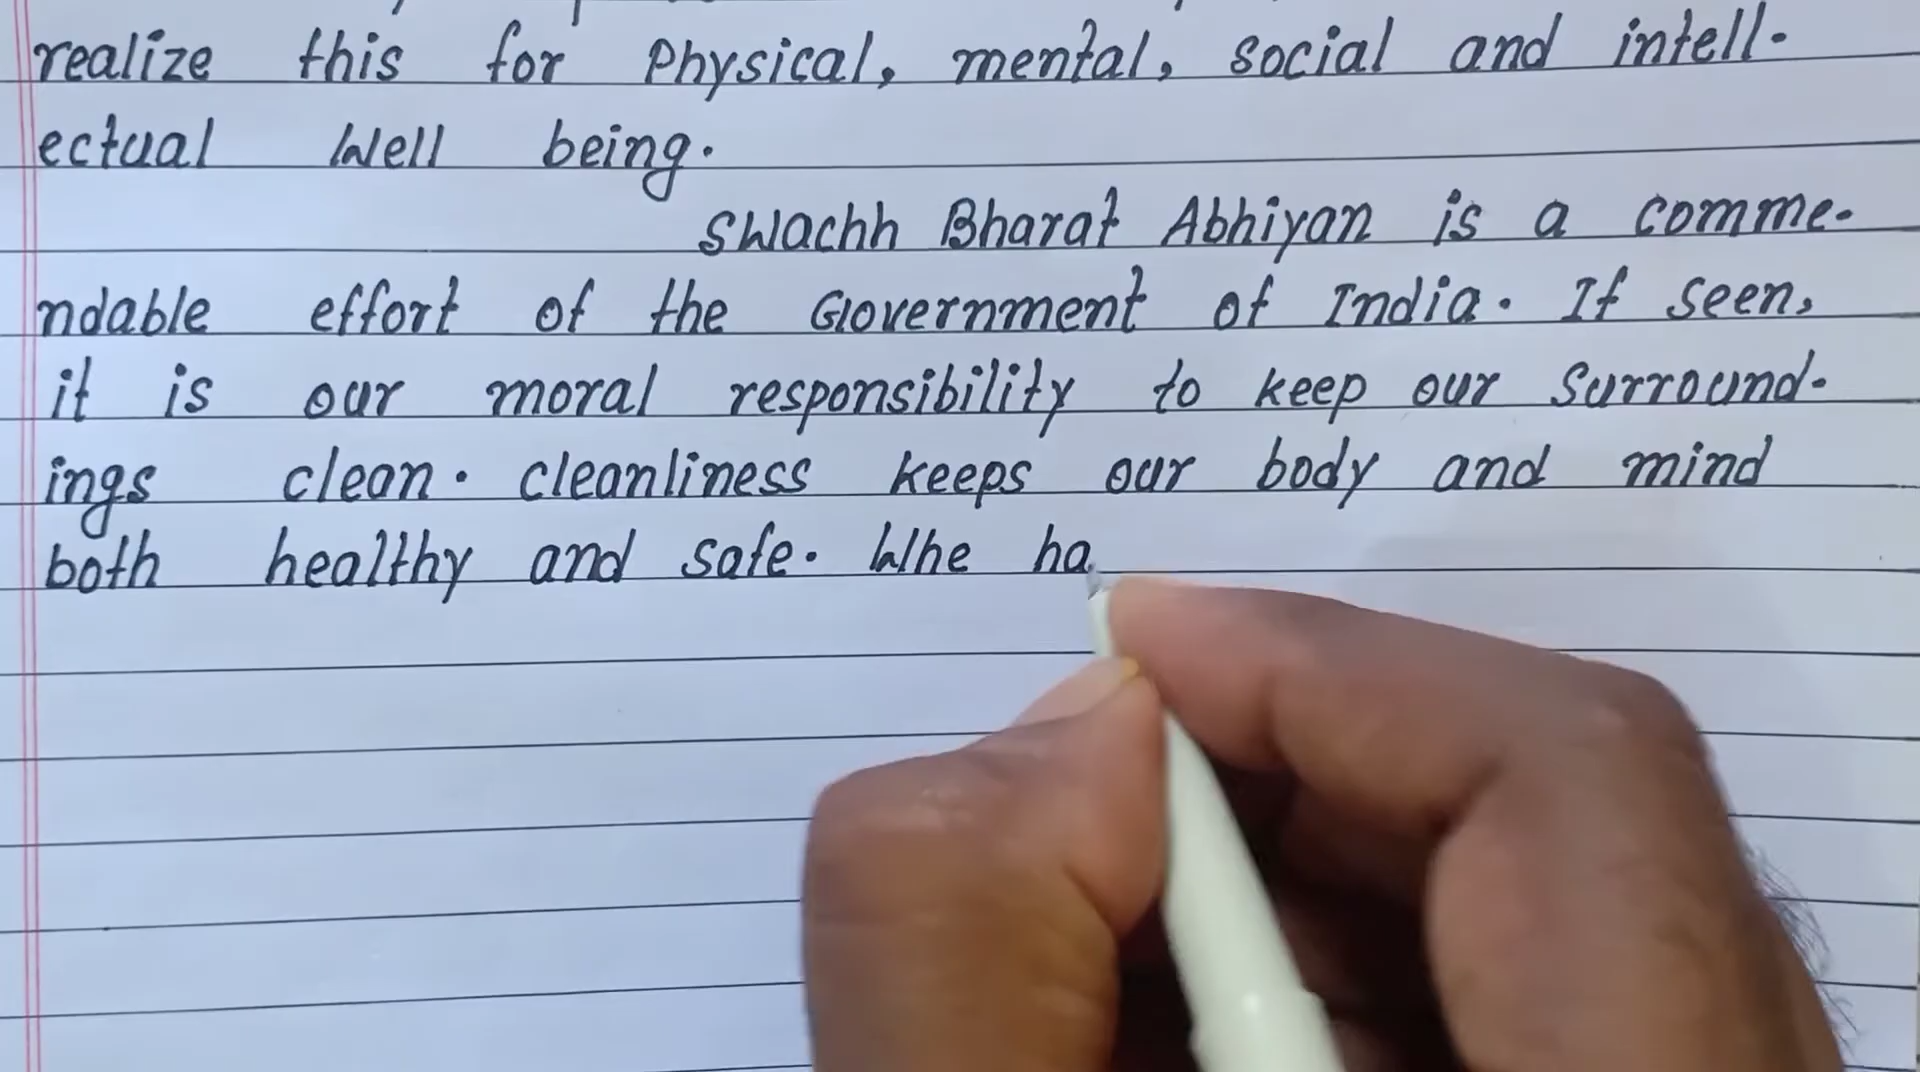 realize this for Physical, mental, social and intell-
ectual Well being.
Swachh Bharat Abhiyan is a comme-
ndable effort of the Government of India. If seen,
it is our moral responsibility to keep our Surround-
ings clean. cleanliness keeps our body and mind
both healthy and safe. Whe ha